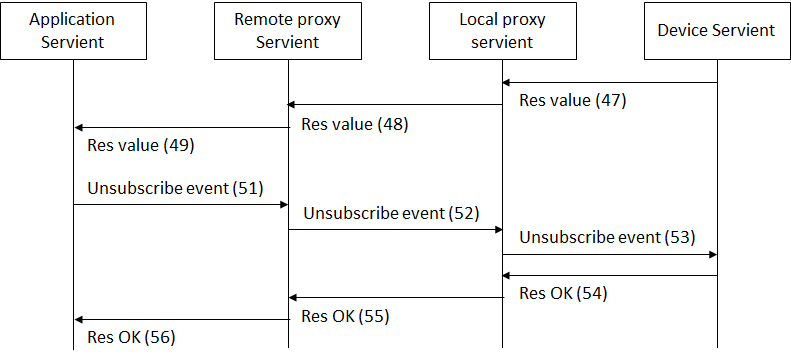 Application
Servient
Remote proxy
Servient
Local proxy
servient
Device Servient
Res value (47)
Res value (48)
Res value (49)
Unsubscribe event (51)
Unsubscribe event (52)
Unsubscribe event (53)
Res OK (54)
Res OK (55)
Res OK (56)